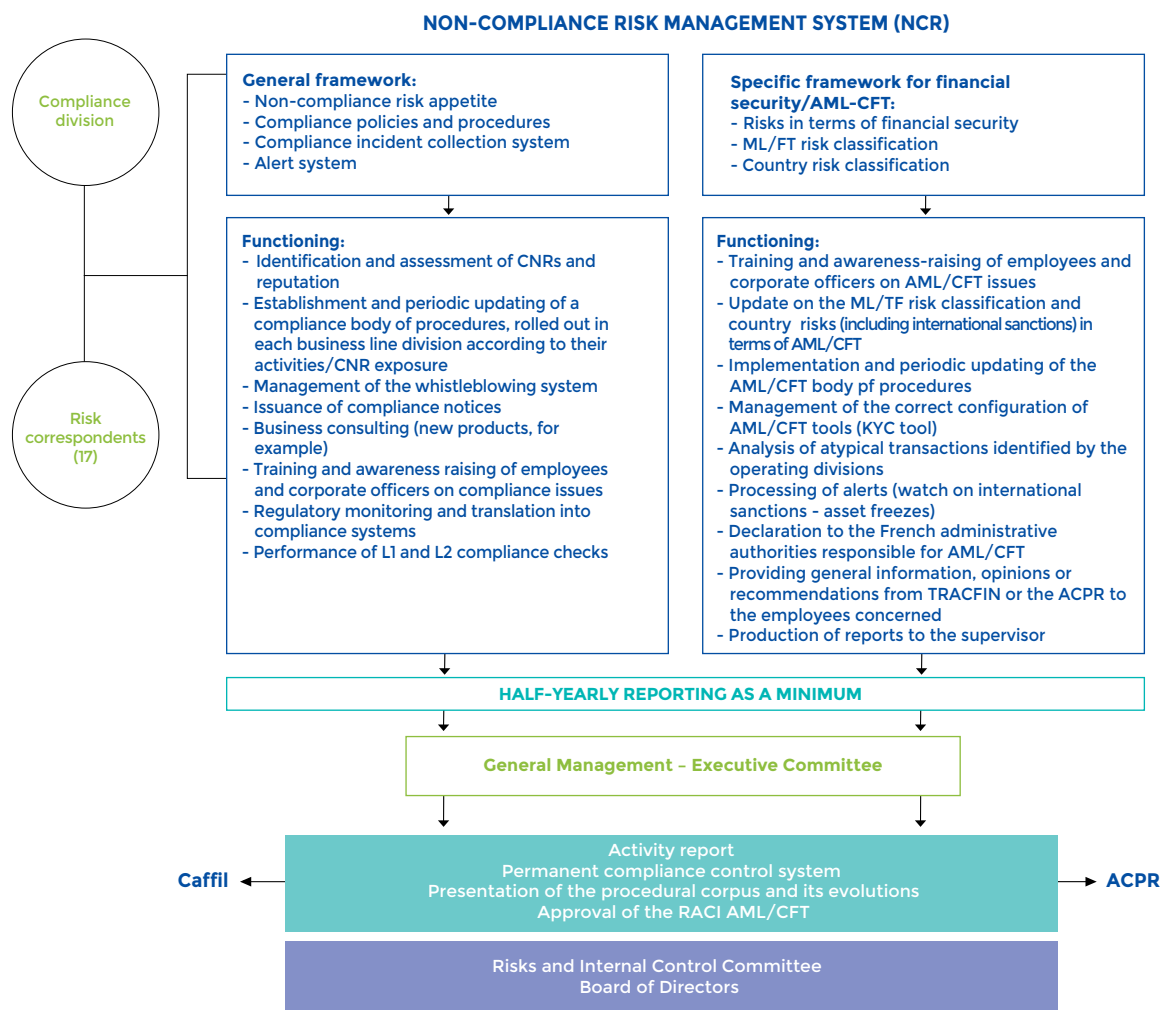 NON-COMPLIANCE RISK MANAGEMENT SYSTEM (NCR)
Compliance
division
Risk
correspondents
(17)
General framework:
- Non-compliance risk appetite
- Compliance policies and procedures
- Compliance incident collection system
- Alert system
Specific framework for financial
security/AML-CFT:
- Risks in terms of financial security
- ML/FT risk classification
- Country risk classification
Functioning:
- Identification and assessment of CNRs and
reputation
- Establishment and periodic updating of a
compliance body of procedures, rolled out in
each business line division according to their
activities/CNR exposure
- Management of the whistleblowing system
- Issuance of compliance notices
- Business consulting (new products, for
example)
- Training and awareness raising of employees
and corporate officers on compliance issues
- Regulatory monitoring and translation into
compliance systems
- Performance of L1 and L2 compliance checks
Functioning:
- Training and awareness-raising of employees and
corporate officers on AML/CFT issues
- Update on the ML/TF risk classification and
country risks (including international sanctions) in
terms of AML/CFT
- Implementation and periodic updating of the
AML/CFT body pf procedures
- Management of the correct configuration of
AML/CFT tools (KYC tool)
- Analysis of atypical transactions identified by the
operating divisions
- Processing of alerts (watch on international
sanctions - asset freezes)
- Declaration to the French administrative
authorities responsible for AML/CFT
- Providing general information, opinions or
recommendations from TRACFIN or the ACPR to
the employees concerned
- Production of reports to the supervisor
HALF-YEARLY REPORTING AS A MINIMUM
General Management – Executive Committee
Caffil
Activity report
Permanent compliance control system
Presentation of the procedural corpus and its evolutions
Approval of the RACI AML/CFT
ACPR
Risks and Internal Control Committee
Board of Directors